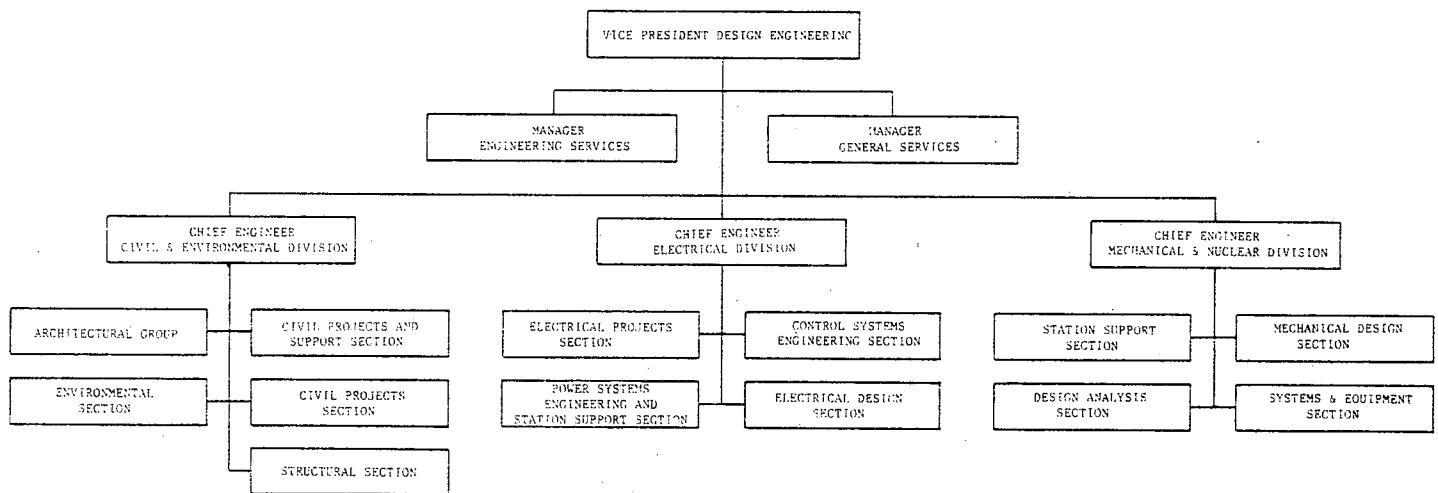 VICE PRESIDENT DESIGN ENGINEERING
MANAGER
ENGINEERING SERVICES
MANAGER
GENERAL SERVICES
CHIEF ENGINEER
CIVIL & ENVIRONMENTAL DIVISION
CHIEF ENGINEER
ELECTRICAL DIVISION
CHIEF ENGINEER
MECHANICAL & NUCLEAR DIVISION
ARCHITECTURAL GROUP
CIVIL PROJECTS AND
SUPPORT SECTION
ELECTRICAL PROJECTS
SECTION
CONTROL SYSTEMS
ENGINEERING SECTION
STATION SUPPORT
SECTION
MECHANICAL DESIGN
SECTION
ENVIRONMENTAL
SECTION
CIVIL PROJECTS
SECTION
POWER SYSTEMS
ENGINEERING AND
STATION SUPPORT SECTION
ELECTRICAL DESIGN
SECTION
DESIGN ANALYSIS
SECTION
SYSTEMS & EQUIPMENT
SECTION
STRUCTURAL SECTION